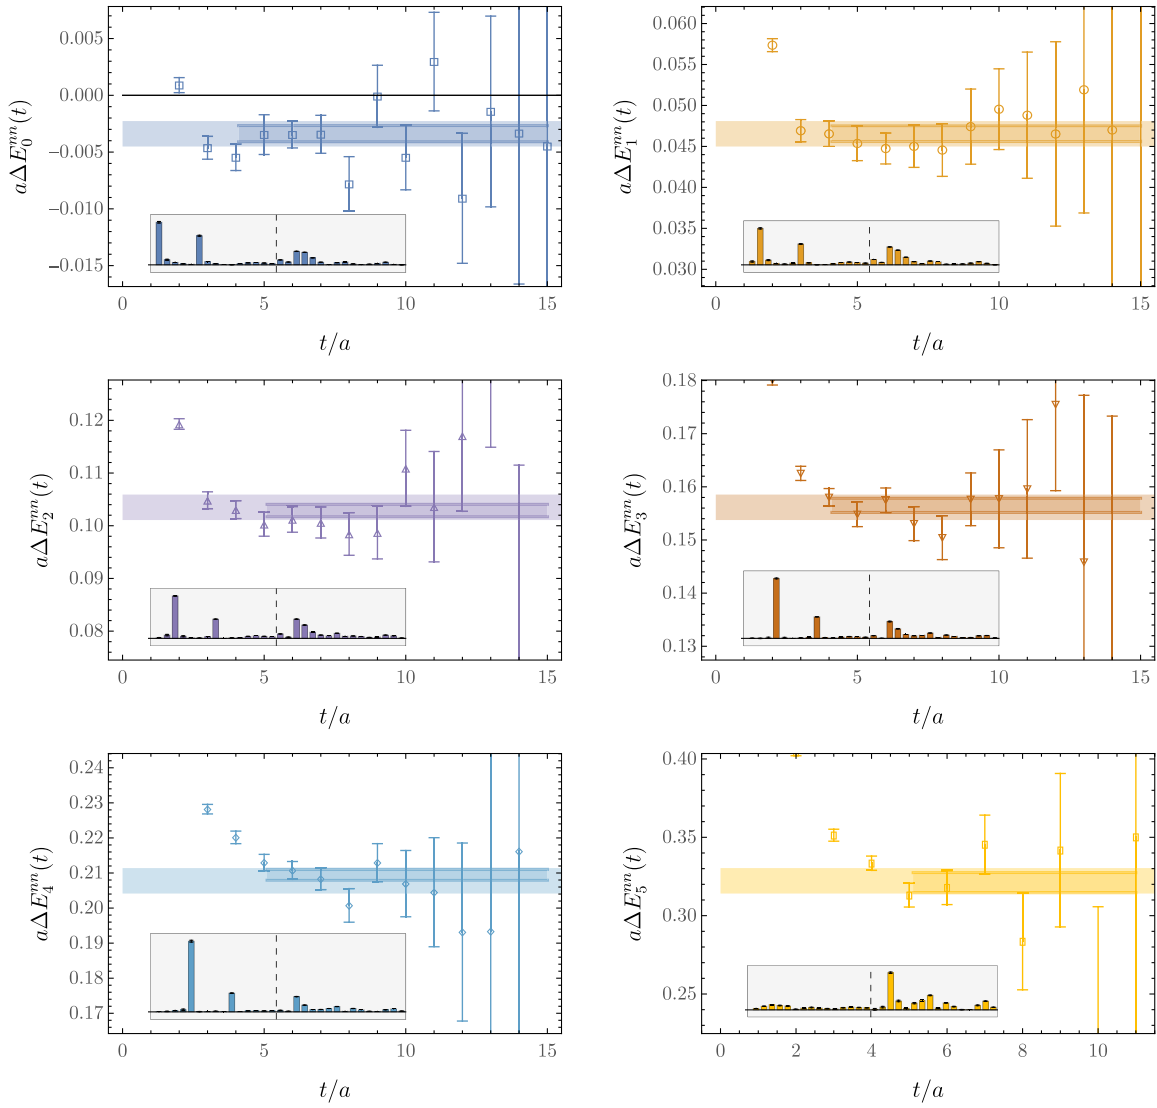 aΔE₀ⁿⁿ(t)
0.005
0.000
−0.005
−0.010
−0.015
0 5 10 15
t/a
aΔE₁ⁿⁿ(t)
0.060
0.055
0.050
0.045
0.040
0.035
0.030
0 5 10 15
t/a
aΔE₂ⁿⁿ(t)
0.12
0.11
0.10
0.09
0.08
0 5 10 15
t/a
aΔE₃ⁿⁿ(t)
0.18
0.17
0.16
0.15
0.14
0.13
0 5 10 15
t/a
aΔE₄ⁿⁿ(t)
0.24
0.23
0.22
0.21
0.20
0.19
0.18
0.17
0 5 10 15
t/a
aΔE₅ⁿⁿ(t)
0.40
0.35
0.30
0.25
0 2 4 6 8 10
t/a